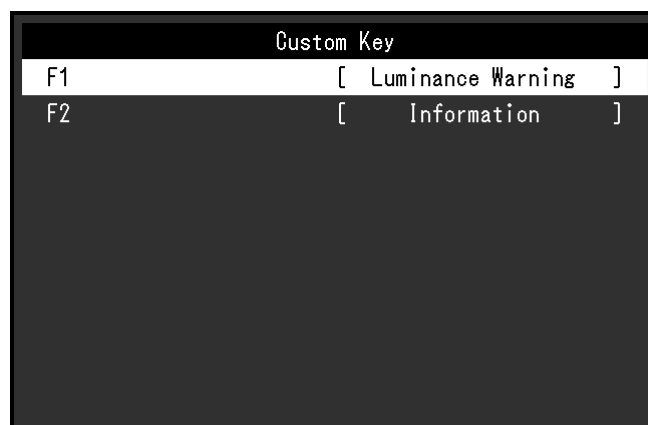 Custom Key
F1 [ Luminance Warning ]
F2 [ Information ]